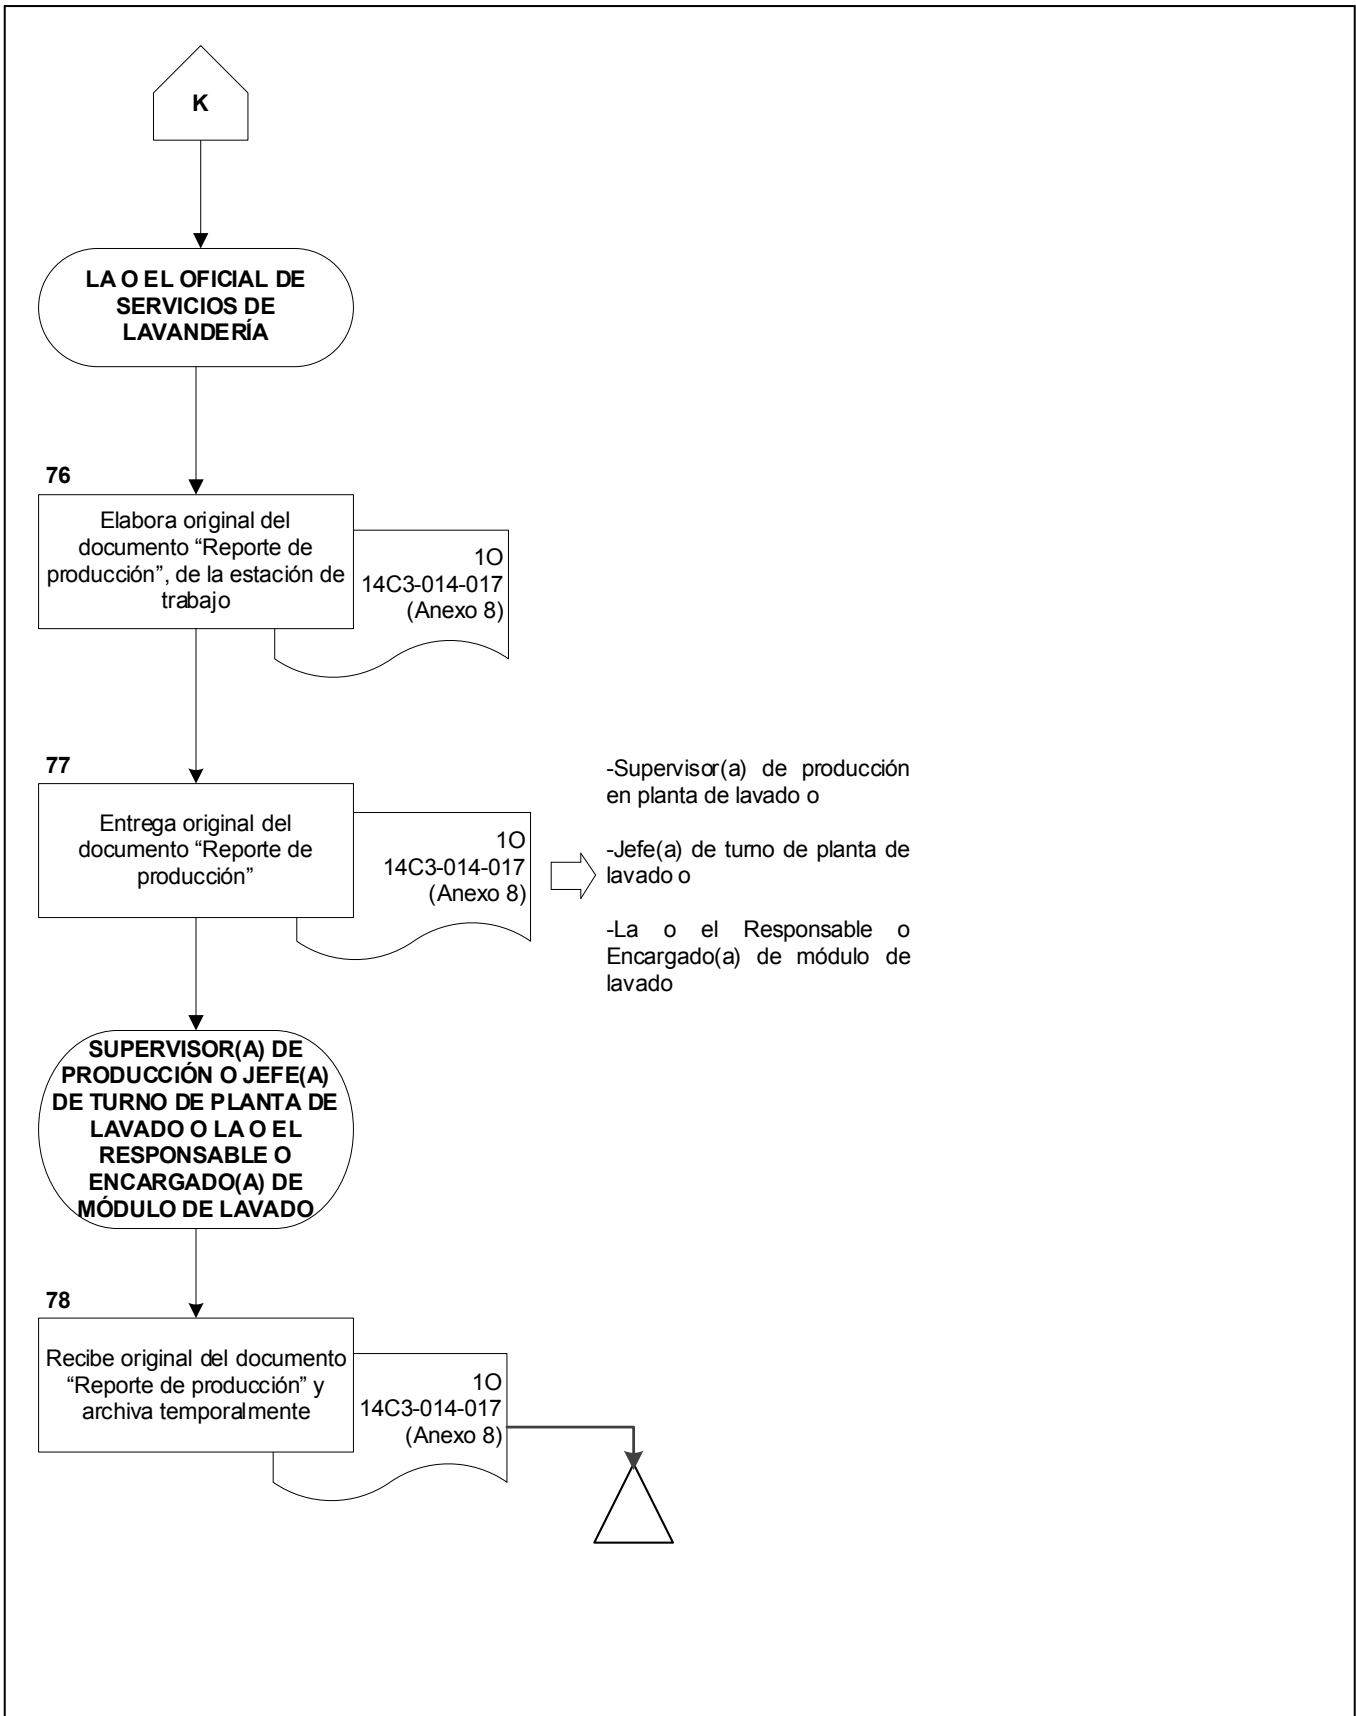 K
LA O EL OFICIAL DE
SERVICIOS DE
LAVANDERÍA
76
Elabora original del
documento “Reporte de
producción”, de la estación de
trabajo
1O
14C3-014-017
(Anexo 8)
77
Entrega original del
documento “Reporte de
producción”
1O
14C3-014-017
(Anexo 8)
-Supervisor(a) de producción
en planta de lavado o
-Jefe(a) de turno de planta de
lavado o
-La o el Responsable o
Encargado(a) de módulo de
lavado
SUPERVISOR(A) DE
PRODUCCIÓN O JEFE(A)
DE TURNO DE PLANTA DE
LAVADO O LA O EL
RESPONSABLE O
ENCARGADO(A) DE
MÓDULO DE LAVADO
78
Recibe original del documento
“Reporte de producción” y
archiva temporalmente
1O
14C3-014-017
(Anexo 8)